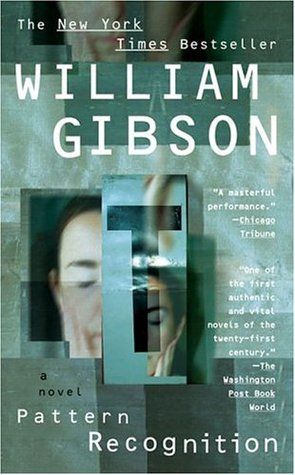 The New York
Times Bestseller
WILLIAM
GIBSON
"A masterful
performance."
—Chicago
Tribune
T
"One of
the first
authentic
and vital
novels of the
twenty-first
century."
—The
Washington
Post Book
World
a
novel
Pattern
Recognition